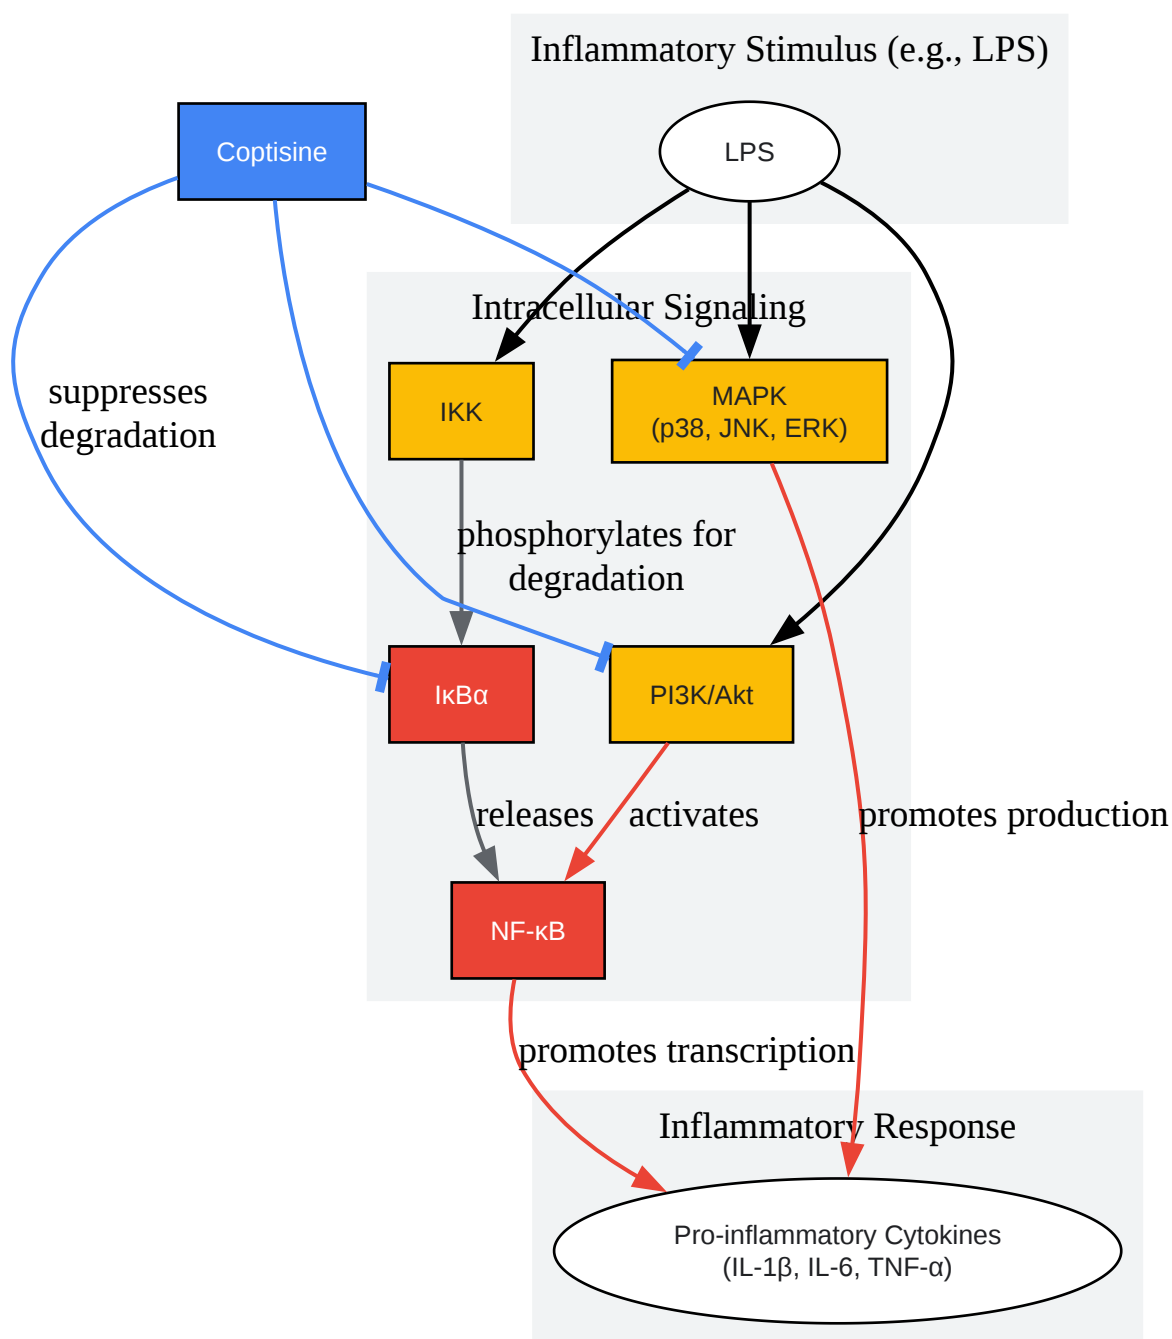 Inflammatory Stimulus (e.g., LPS)
Coptisine
LPS
Intracellular Signaling
suppresses
degradation
IKK
MAPK
(p38, JNK, ERK)
phosphorylates for
degradation
IκBα
PI3K/Akt
releases
activates
promotes production
NF-κB
promotes transcription
Inflammatory Response
Pro-inflammatory Cytokines
(IL-1β, IL-6, TNF-α)